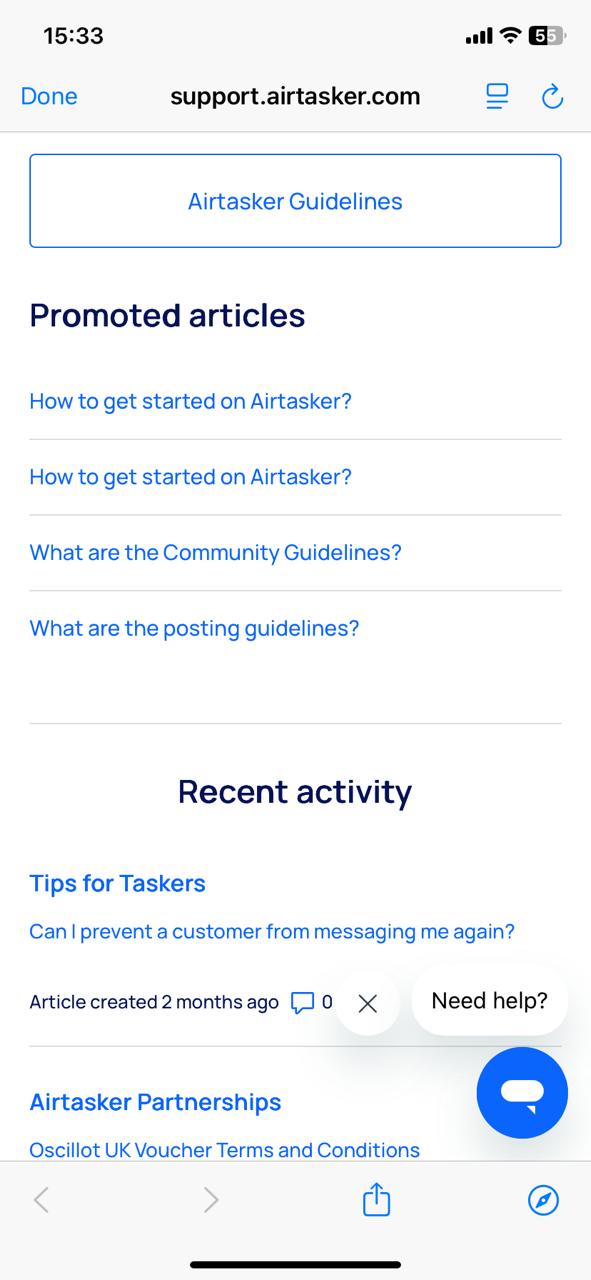 15:33
55
Done
support.airtasker.com
Airtasker Guidelines
Promoted articles
How to get started on Airtasker?
How to get started on Airtasker?
What are the Community Guidelines?
What are the posting guidelines?
Recent activity
Tips for Taskers
Can I prevent a customer from messaging me again?
Article created 2 months ago 0
Need help?
Airtasker Partnerships
Oscillot UK Voucher Terms and Conditions